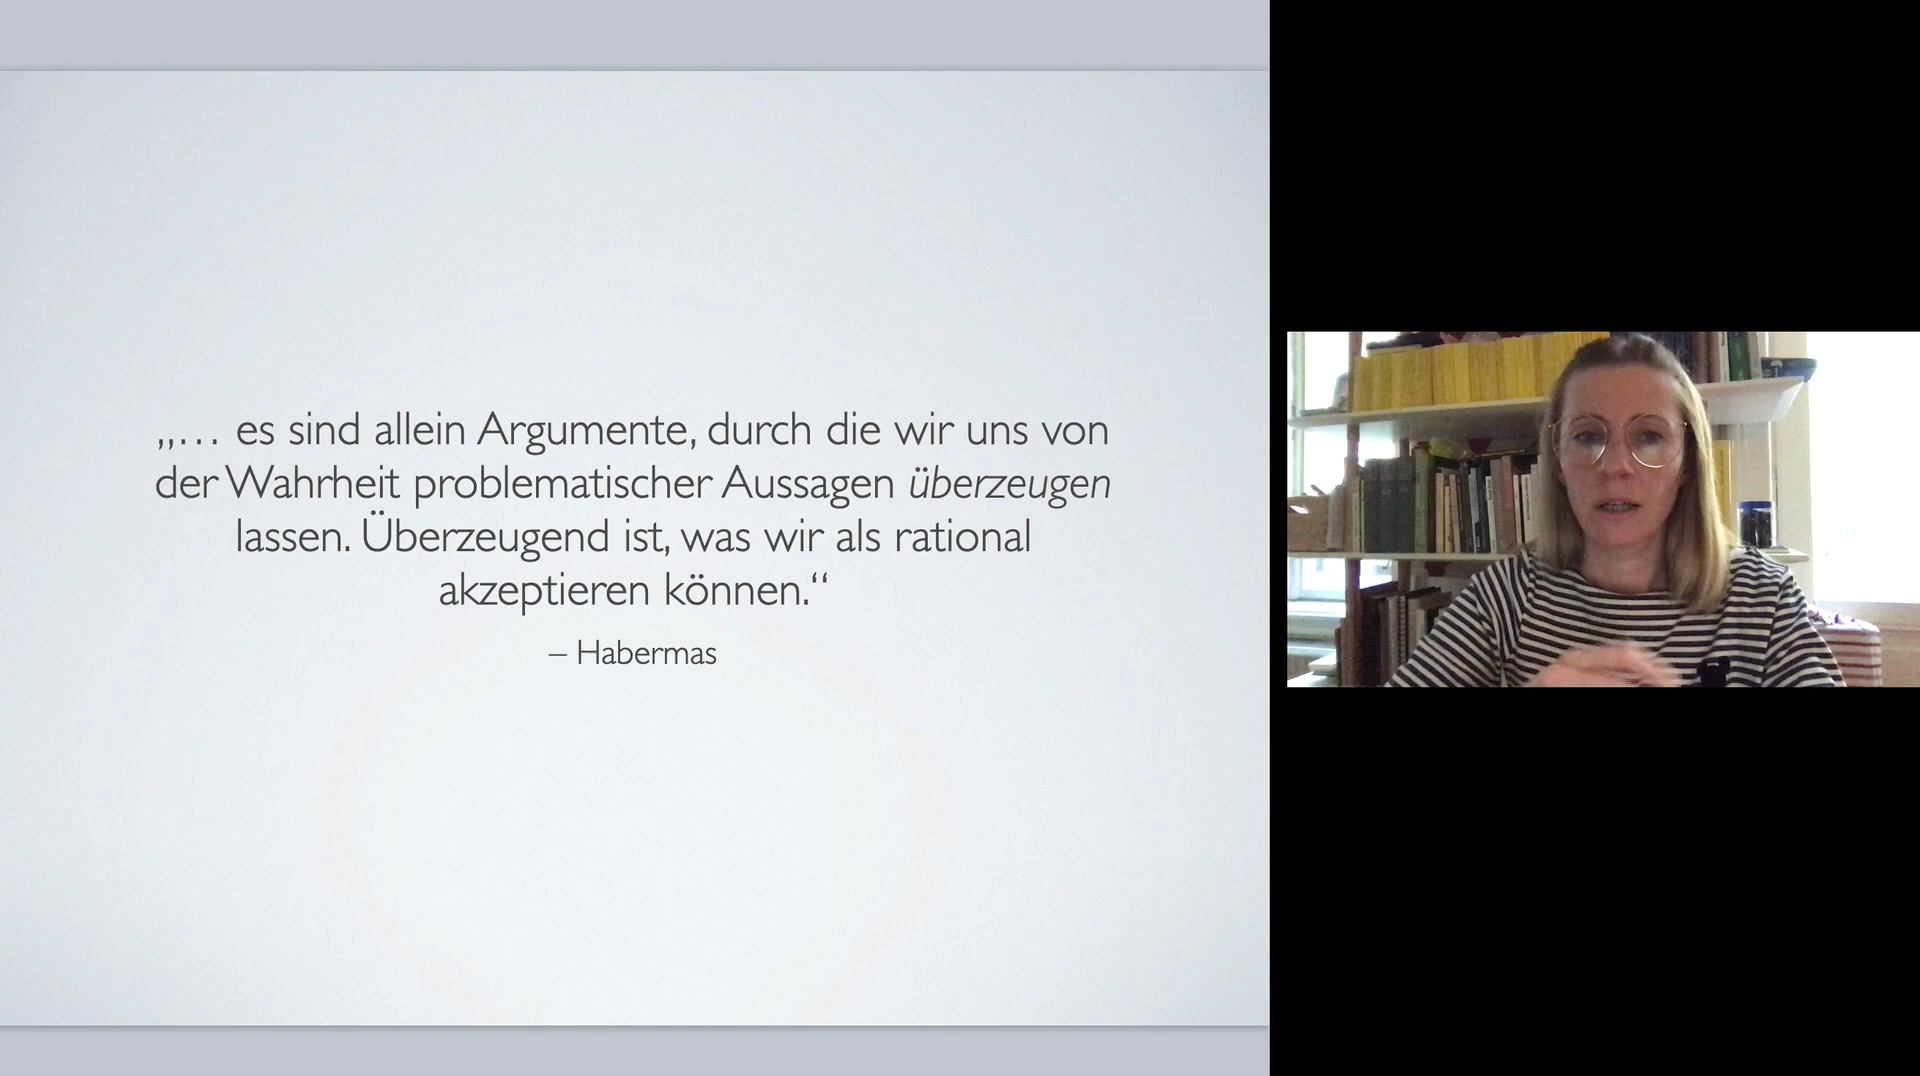 „… es sind allein Argumente, durch die wir uns von
der Wahrheit problematischer Aussagen überzeugen
lassen. Überzeugend ist, was wir als rational
akzeptieren können.“
– Habermas